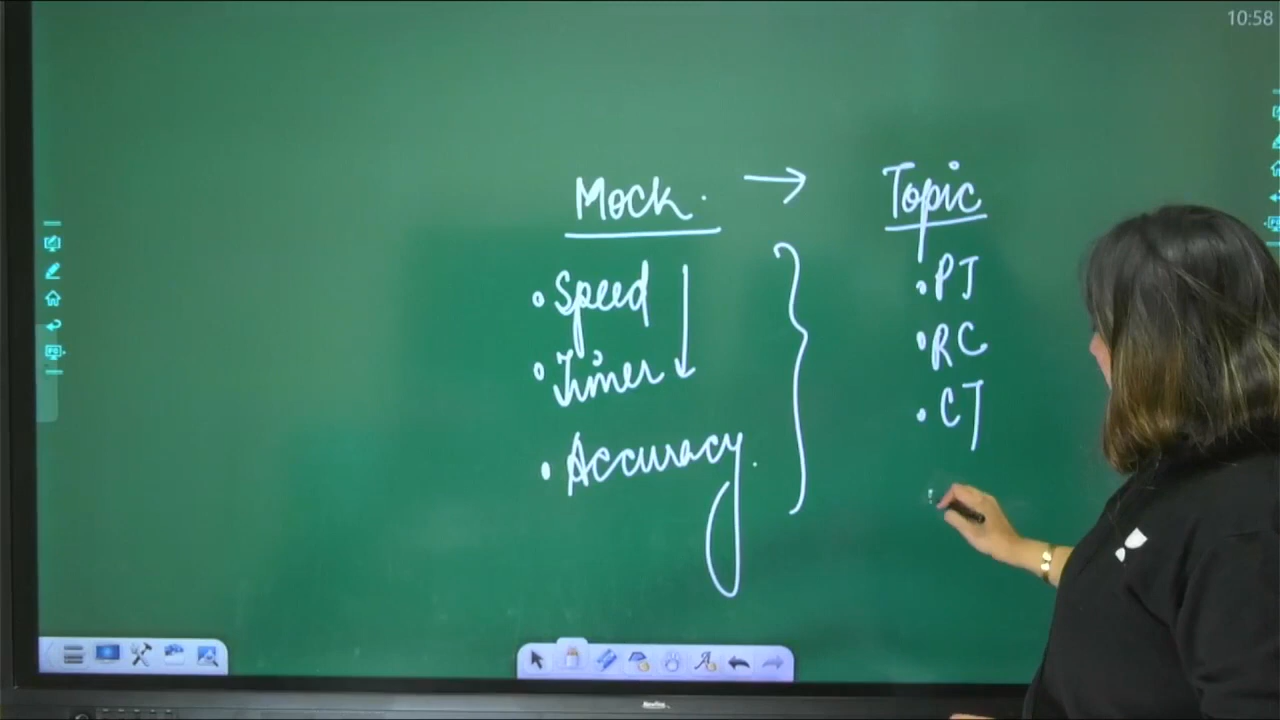 10:58
Mock. → Topic
• Speed
• Timer
• Accuracy.
• PJ
• RC
• CT